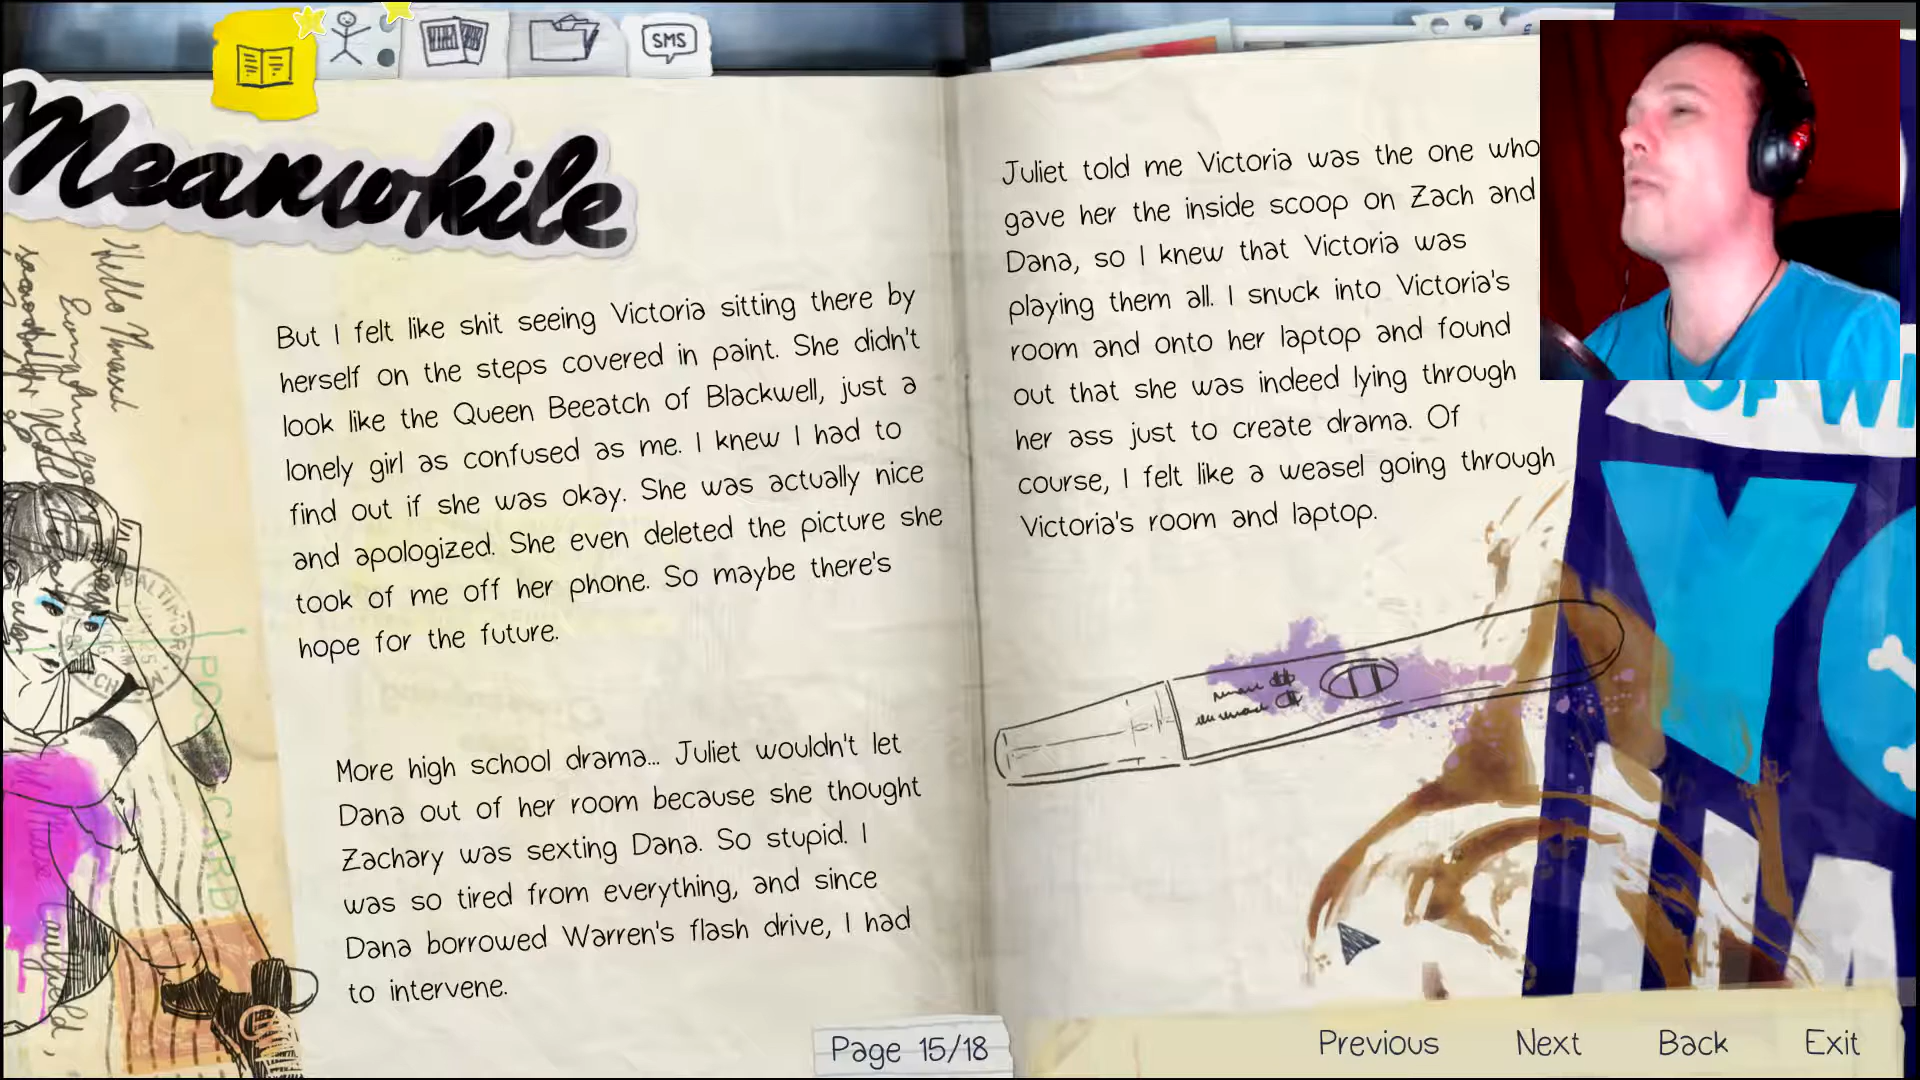 SMS
Meanwhile
But I felt like shit seeing Victoria sitting there by
herself on the steps covered in paint. She didn't
look like the Queen Beeatch of Blackwell, just a
lonely girl as confused as me. I knew I had to
find out if she was okay. She was actually nice
and apologized. She even deleted the picture she
took of me off her phone. So maybe there's
hope for the future.
More high school drama... Juliet wouldn't let
Dana out of her room because she thought
Zachary was sexting Dana. So stupid. I
was so tired from everything, and since
Dana borrowed Warren's flash drive, I had
to intervene.
Juliet told me Victoria was the one who
gave her the inside scoop on Zach and
Dana, so I knew that Victoria was
playing them all. I snuck into Victoria's
room and onto her laptop and found
out that she was indeed lying through
her ass just to create drama. Of
course, I felt like a weasel going through
Victoria's room and laptop.
POST CARD
OF
Page 15/18
Previous Next Back Exit